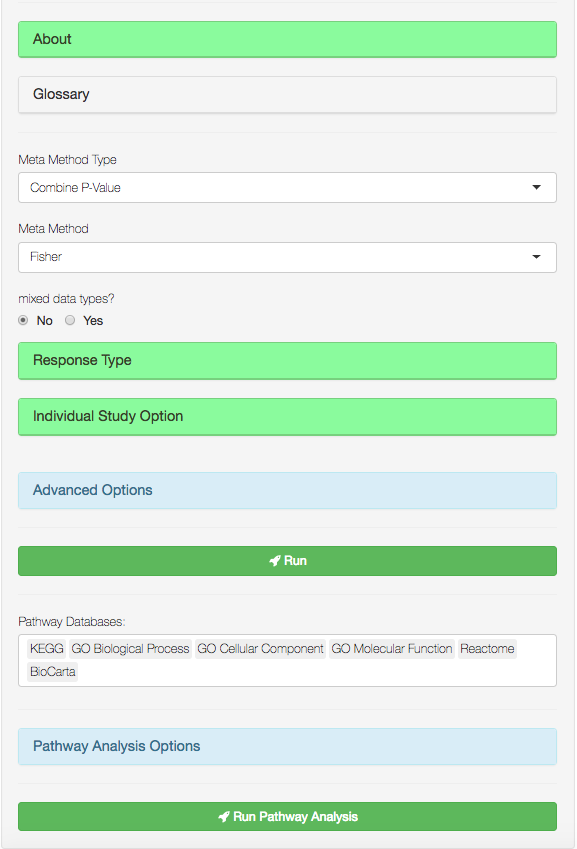 About
Glossary
Meta Method Type
Combine P-Value
Meta Method
Fisher
mixed data types?
No Yes
Response Type
Individual Study Option
Advanced Options
Run
Pathway Databases:
KEGG GO Biological Process GO Cellular Component GO Molecular Function Reactome
BioCarta
Pathway Analysis Options
Run Pathway Analysis